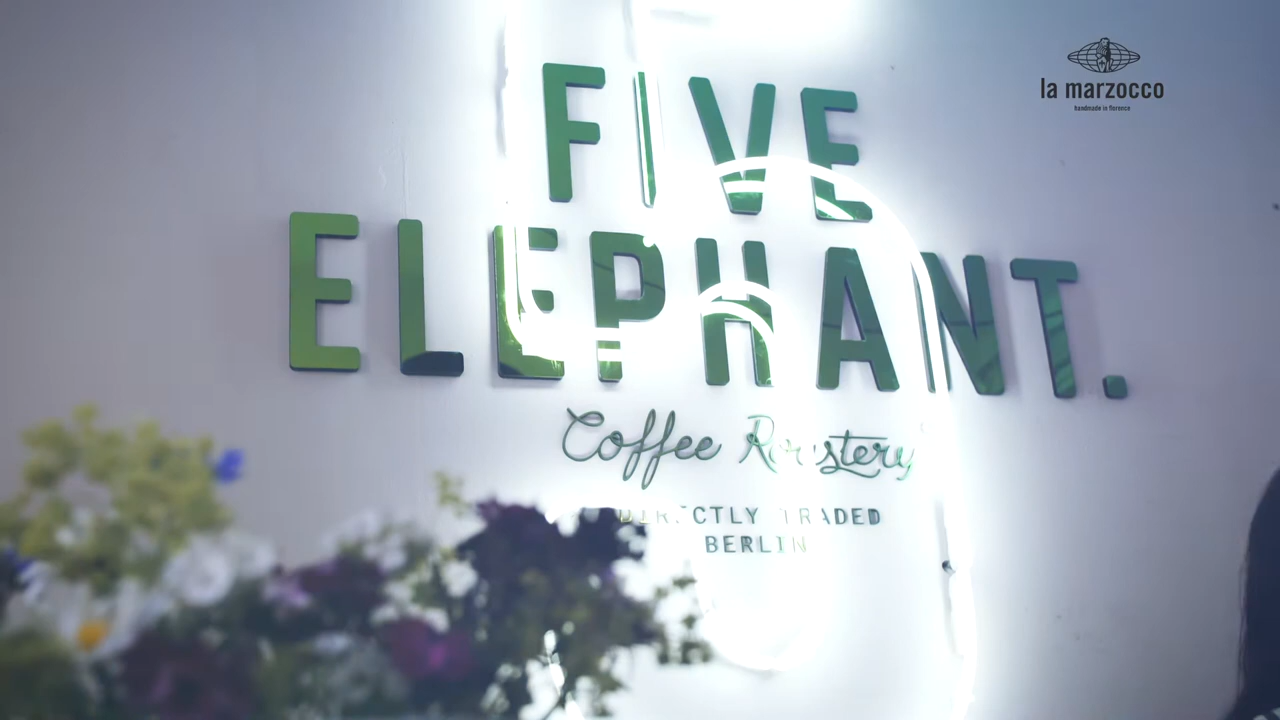 FIVE
ELEPHANT.
Coffee Roastery
DIRECTLY TRADED
BERLIN
la marzocco
handmade in florence